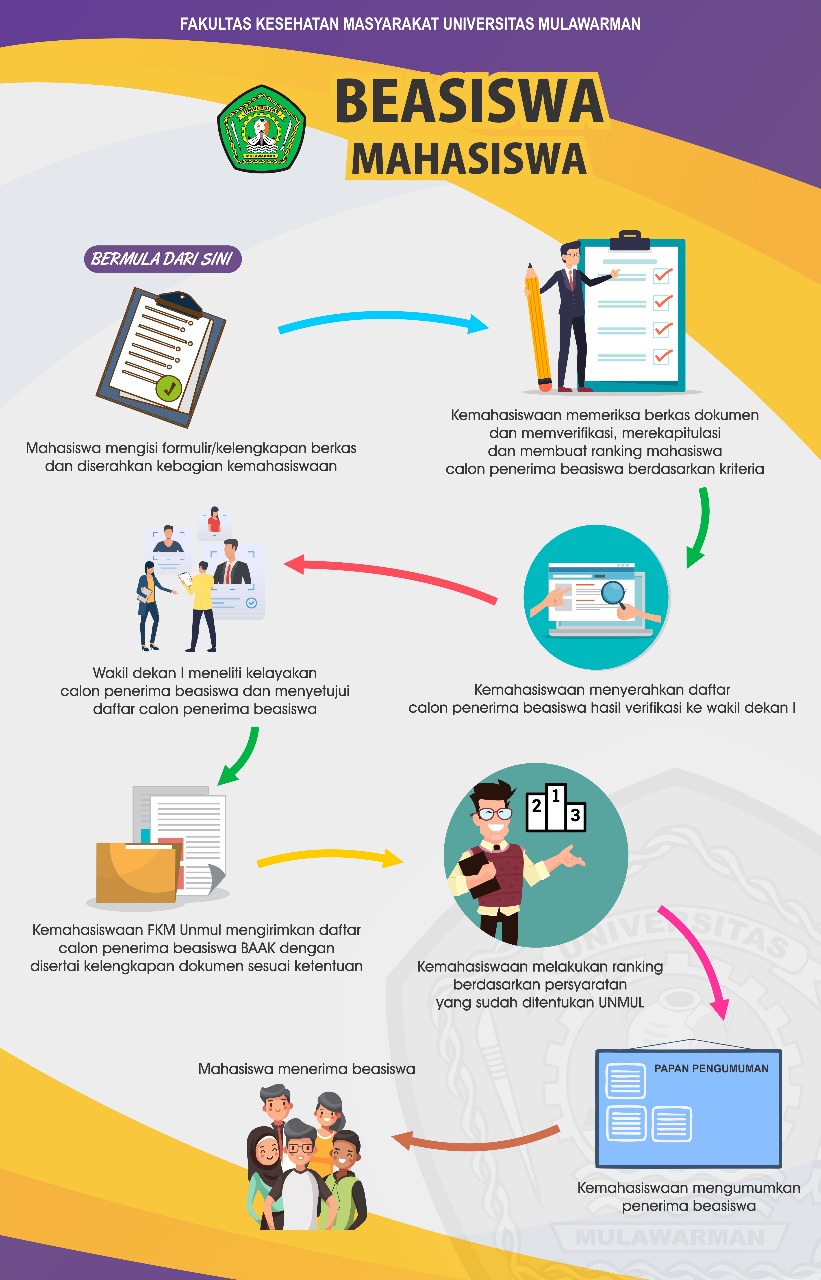 FAKULTAS KESEHATAN MASYARAKAT UNIVERSITAS MULAWARMAN
BEASISWA
MAHASISWA
BERMULA DARI SINI
Mahasiswa mengisi formulir/kelengkapan berkas
dan diserahkan kebagian kemahasiswaan
Kemahasiswaan memeriksa berkas dokumen
dan memverifikasi, merekapitulasi
dan membuat ranking mahasiswa
calon penerima beasiswa berdasarkan kriteria
Kemahasiswaan menyerahkan daftar
calon penerima beasiswa hasil verifikasi ke wakil dekan I
Wakil dekan I meneliti kelayakan
calon penerima beasiswa dan menyetujui
daftar calon penerima beasiswa
Kemahasiswaan FKM Unmul mengirimkan daftar
calon penerima beasiswa BAAK dengan
disertai kelengkapan dokumen sesuai ketentuan
2 1 3
Kemahasiswaan melakukan ranking
berdasarkan persyaratan
yang sudah ditentukan UNMUL
PAPAN PENGUMUMAN
Kemahasiswaan mengumumkan
penerima beasiswa
Mahasiswa menerima beasiswa
UNIVERSITAS
MULAWARMAN